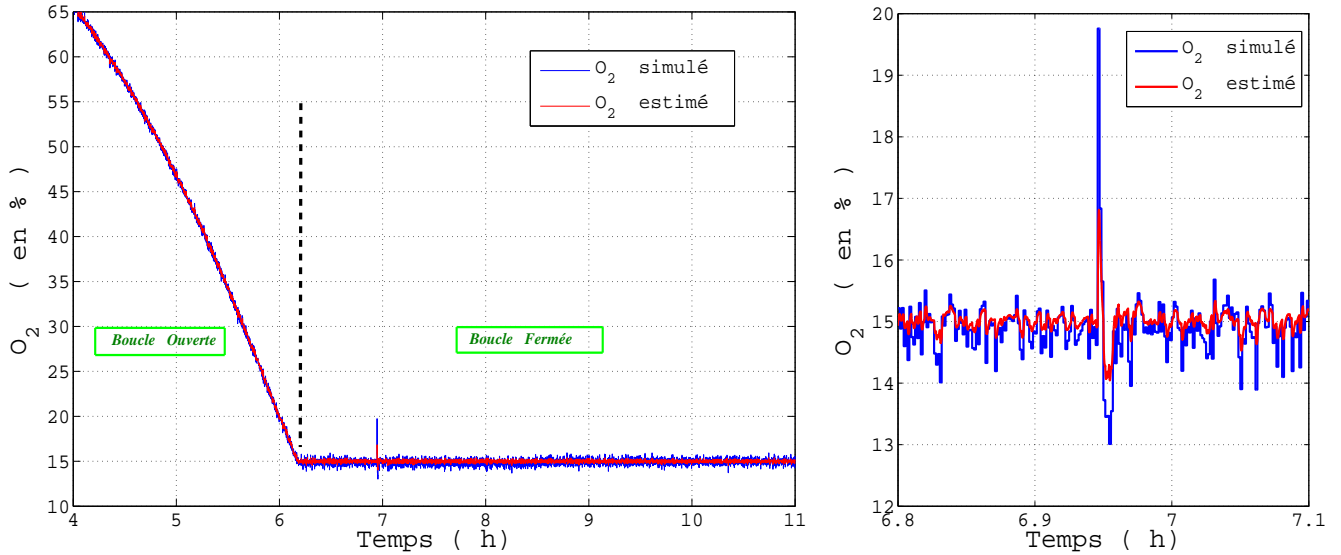 65
60
55
50
45
40
35
30
25
20
15
10
O2 ( en % )
O2 simulé
O2 estimé
Boucle Ouverte
Boucle Fermée
4 5 6 7 8 9 10 11
Temps ( h)
20
19
18
17
16
15
14
13
12
O2 ( en % )
O2 simulé
O2 estimé
6.8 6.9 7 7.1
Temps ( h)